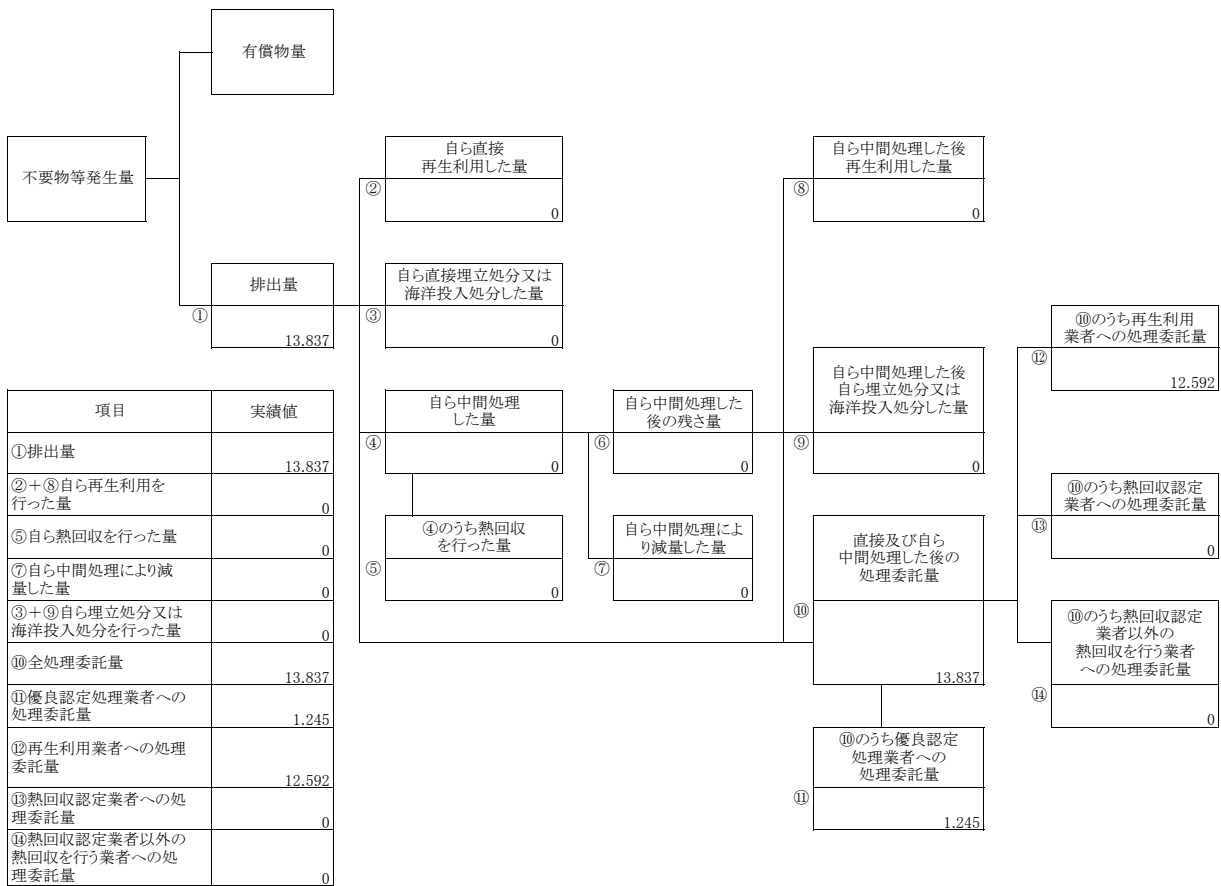 有償物量
不要物等発生量
自ら直接
再生利用した量
②
0
自ら中間処理した後
再生利用した量
⑧
0
排出量
①
13.837
自ら直接埋立処分又は
海洋投入処分した量
③
0
⑩のうち再生利用
業者への処理委託量
⑫
12.592
自ら中間処理
した量
④
0
自ら中間処理した
後の残さ量
⑥
0
自ら中間処理した後
自ら埋立処分又は
海洋投入処分した量
⑨
0
⑩のうち熱回収認定
業者への処理委託量
⑬
0
④のうち熱回収
を行った量
⑤
0
自ら中間処理によ
り減量した量
⑦
0
直接及び自ら
中間処理した後の
処理委託量
⑩
13.837
⑩のうち熱回収認定
業者以外の
熱回収を行う業者
への処理委託量
⑭
0
⑩のうち優良認定
処理業者への
処理委託量
⑪
1.245
項目 実績値
①排出量
13.837
②＋⑧自ら再生利用を
行った量
0
⑤自ら熱回収を行った量
0
⑦自ら中間処理により減
量した量
0
③＋⑨自ら埋立処分又は
海洋投入処分を行った量
0
⑩全処理委託量
13.837
⑪優良認定処理業者への
処理委託量
1.245
⑫再生利用業者への処理
委託量
12.592
⑬熱回収認定業者への処
理委託量
0
⑭熱回収認定業者以外の
熱回収を行う業者への処
理委託量
0